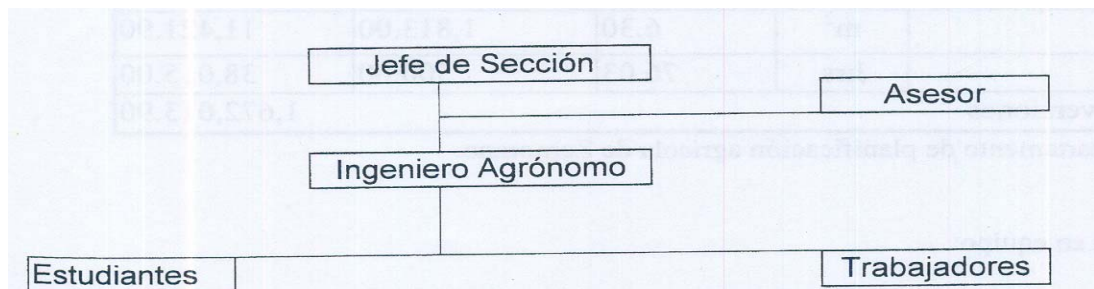 Jefe de Sección
Asesor
Ingeniero Agrónomo
Estudiantes
Trabajadores